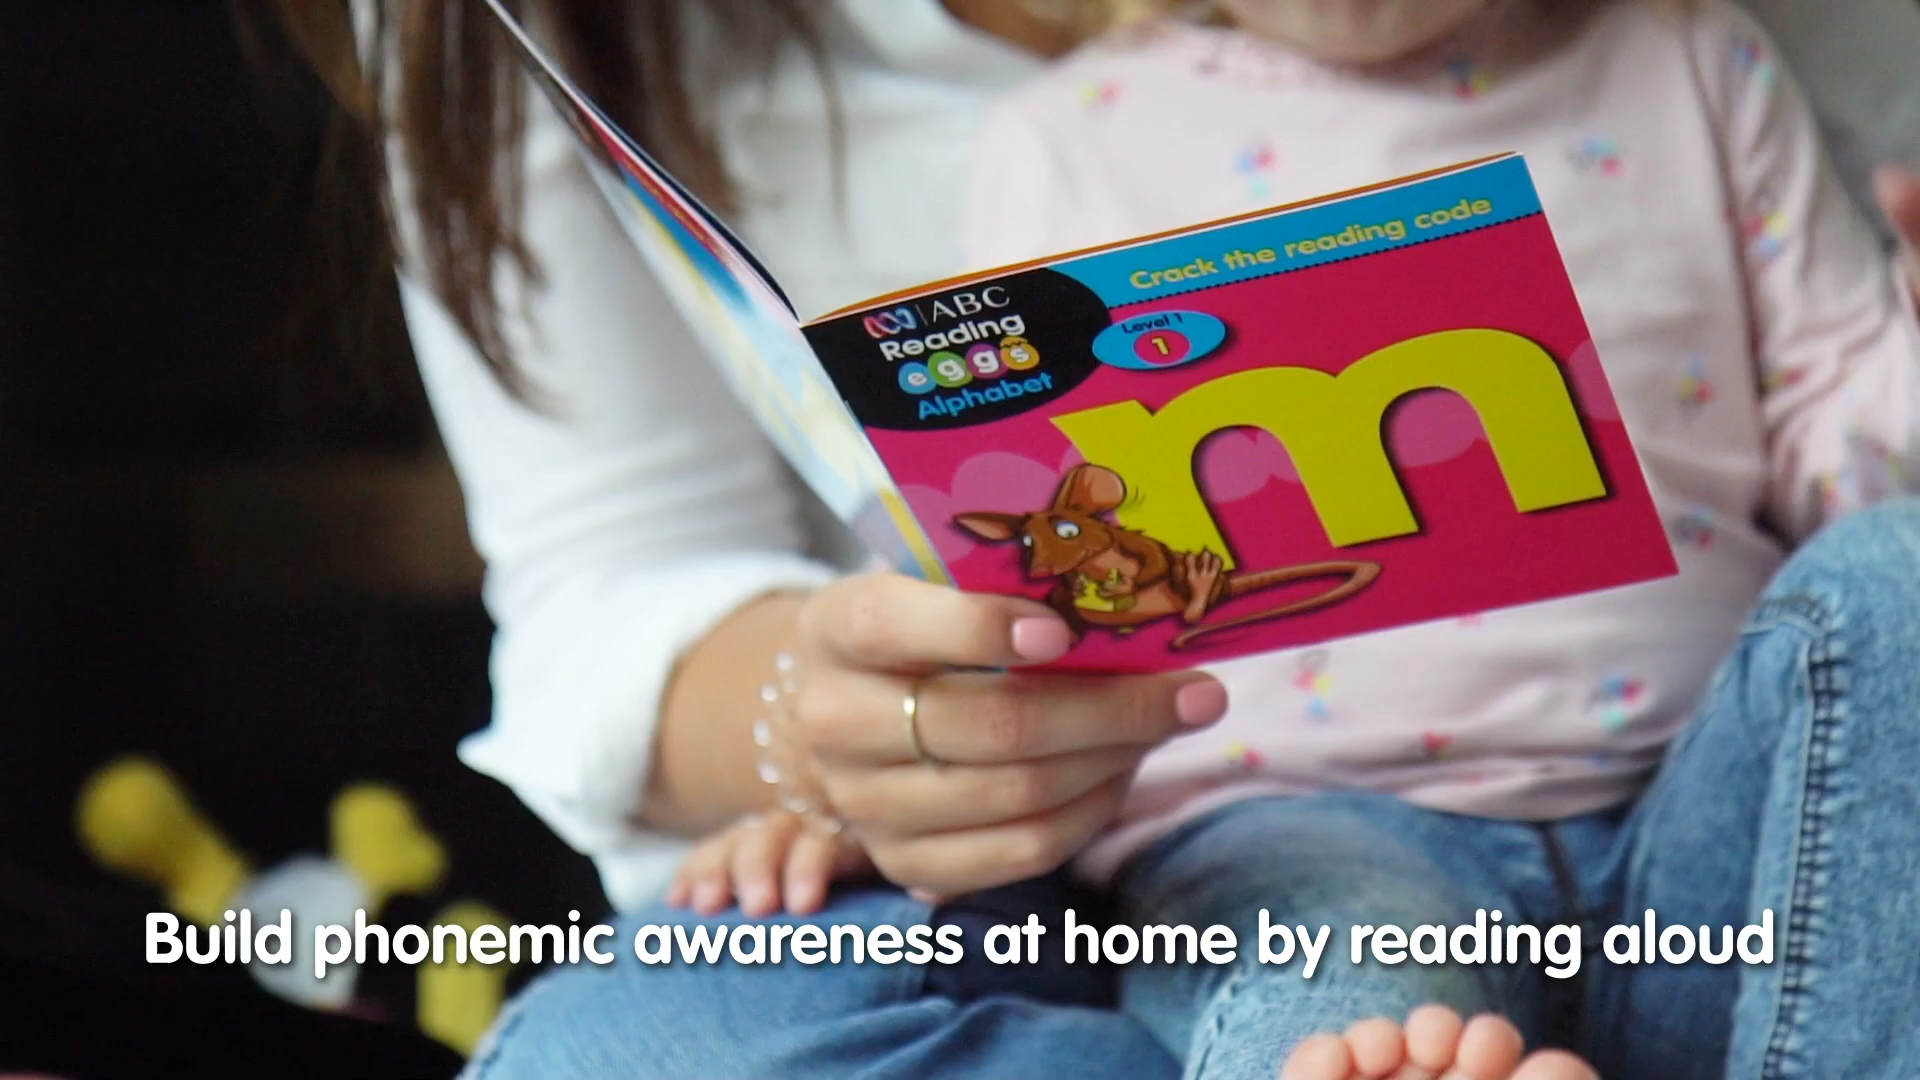 Crack the reading code
ABC
Reading
eggs
Alphabet
Level 1
1
m
Build phonemic awareness at home by reading aloud